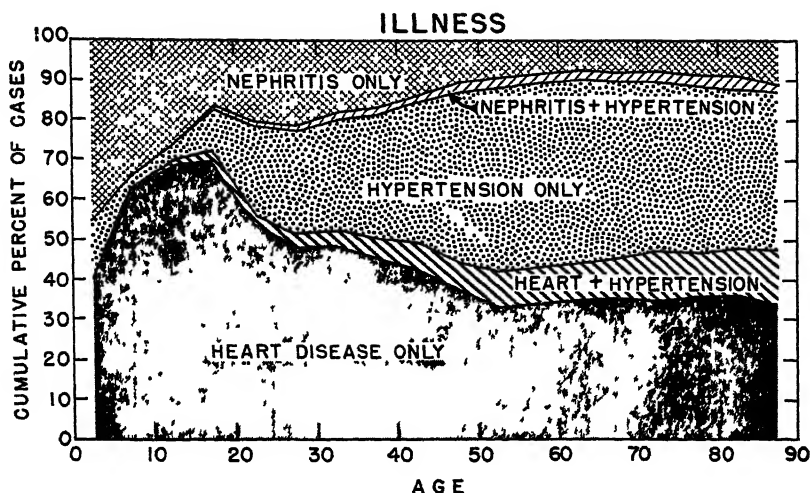 ILLNESS
CUMULATIVE PERCENT OF CASES
100
90
80
70
60
50
40
30
20
10
0
NEPHRITIS ONLY
NEPHRITIS + HYPERTENSION
HYPERTENSION ONLY
HEART + HYPERTENSION
HEART DISEASE ONLY
0 10 20 30 40 50 60 70 80 90
AGE